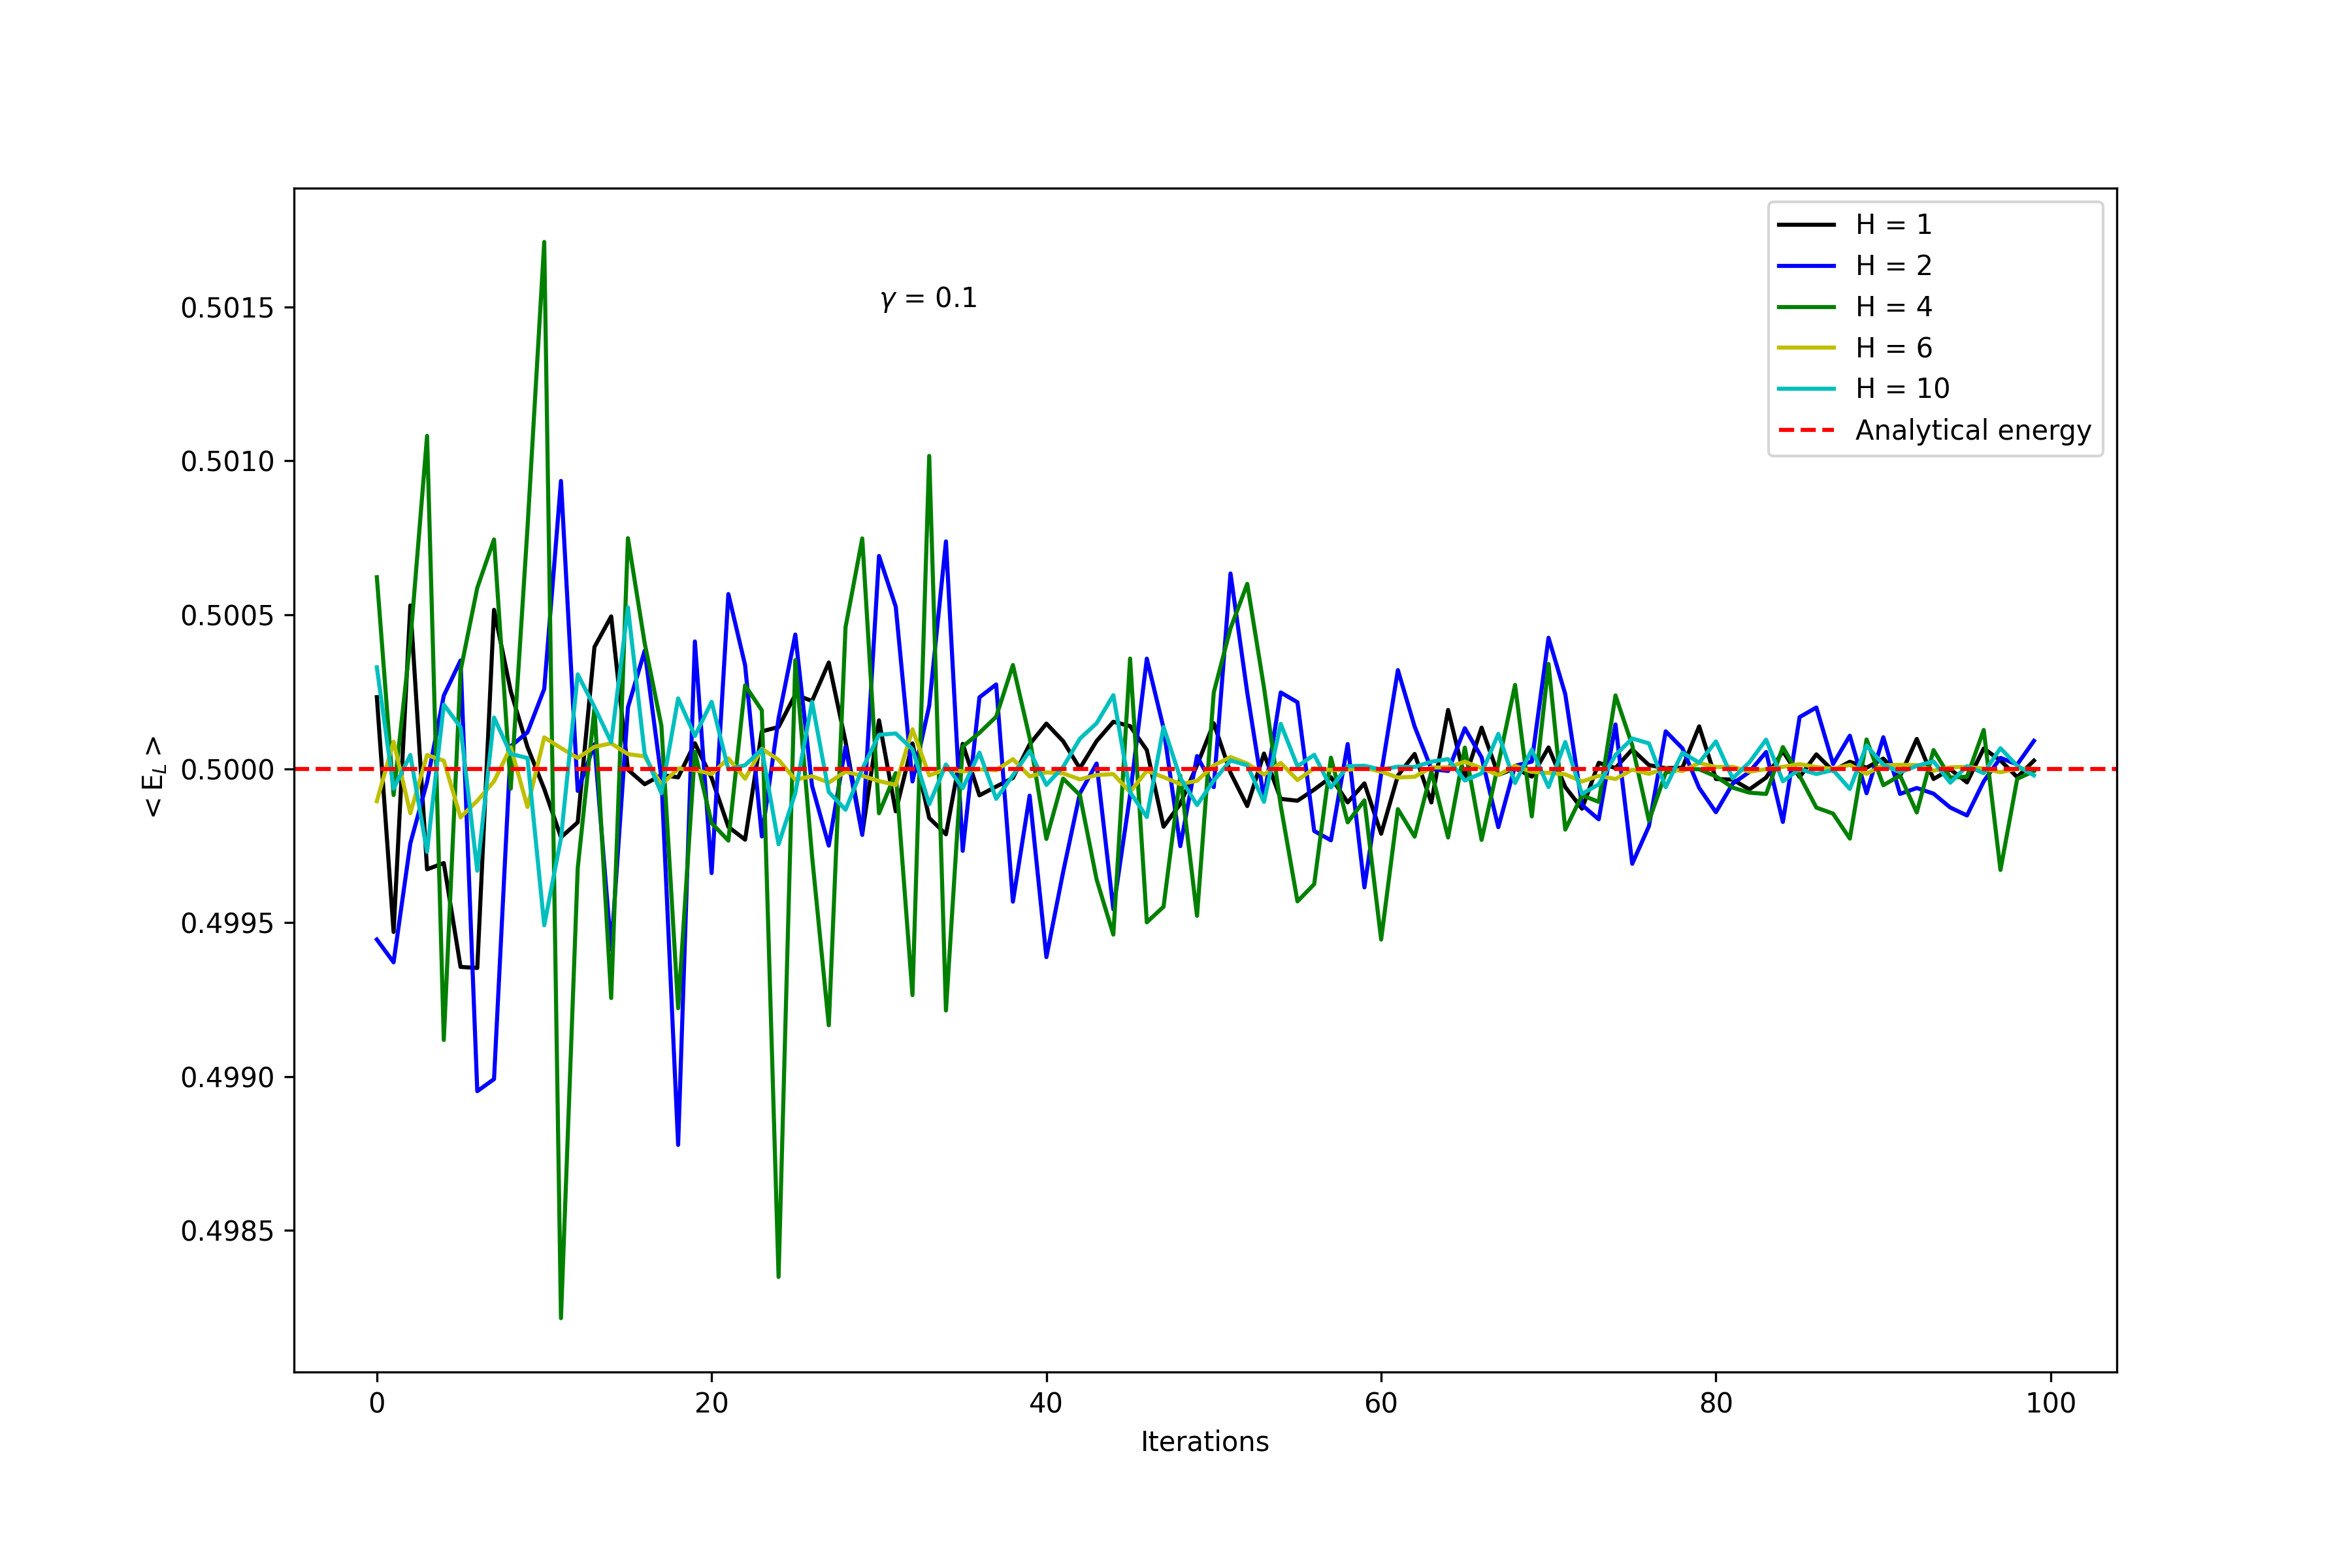 γ = 0.1
H = 1
H = 2
H = 4
H = 6
H = 10
Analytical energy
<E_L>
0.5015
0.5010
0.5005
0.5000
0.4995
0.4990
0.4985
0 20 40 60 80 100
Iterations